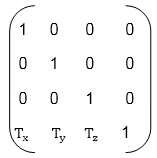 1 0 0 0
0 1 0 0
0 0 1 0
Tx Ty Tz 1